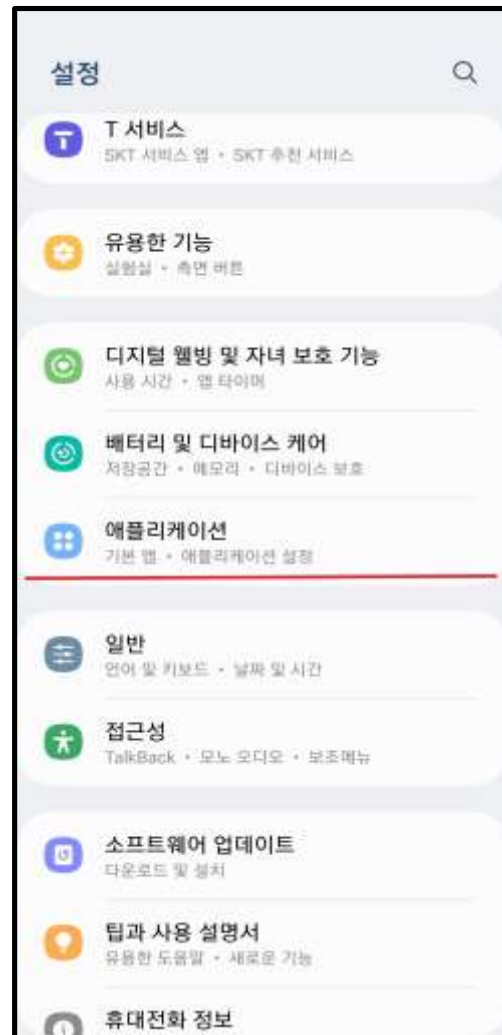 설정
T 서비스
SKT 서비스 앱 • SKT 추천 서비스
유용한 기능
실험실 • 측면 버튼
디지털 웰빙 및 자녀 보호 기능
사용 시간 • 앱 타이머
배터리 및 디바이스 케어
저장공간 • 메모리 • 디바이스 보호
애플리케이션
기본 앱 • 애플리케이션 설정
일반
언어 및 키보드 • 날짜 및 시간
접근성
TalkBack • 모노 오디오 • 보조메뉴
소프트웨어 업데이트
다운로드 및 설치
팁과 사용 설명서
유용한 도움말 • 새로운 기능
휴대전화 정보